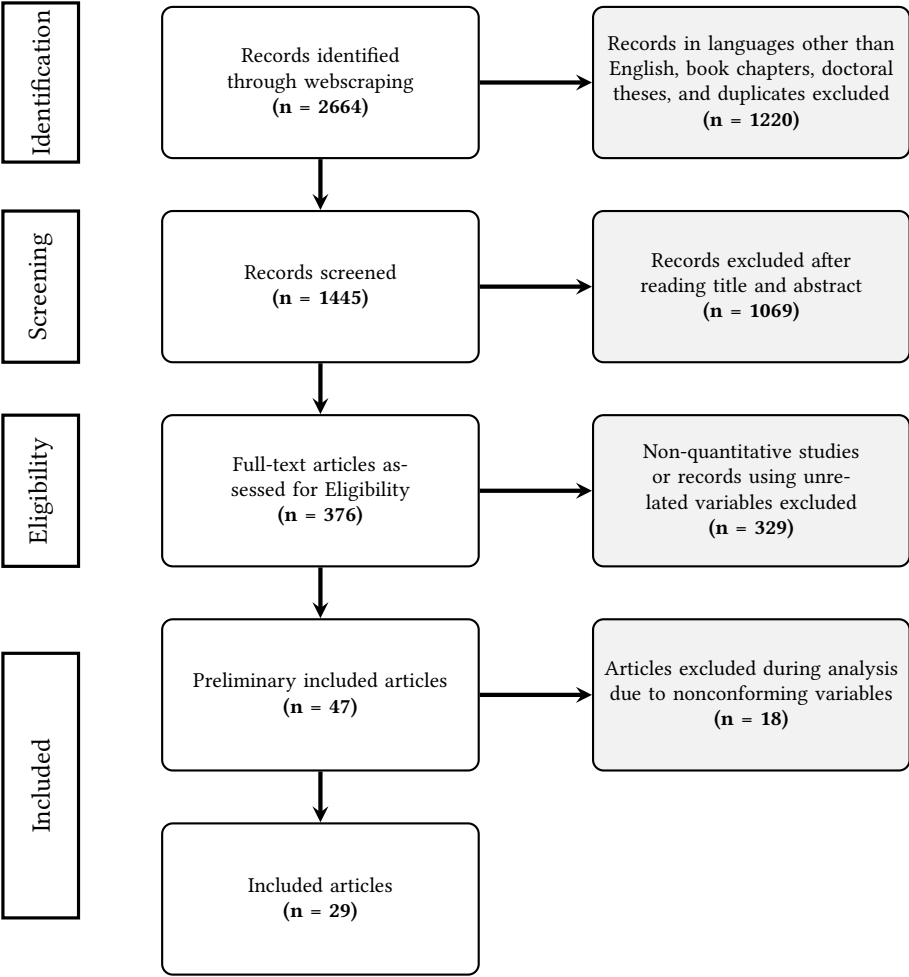 Identification
Records identified
through webscraping
(n = 2664)
Records in languages other than
English, book chapters, doctoral
theses, and duplicates excluded
(n = 1220)
Screening
Records screened
(n = 1445)
Records excluded after
reading title and abstract
(n = 1069)
Eligibility
Full-text articles as-
sessed for Eligibility
(n = 376)
Non-quantitative studies
or records using unre-
lated variables excluded
(n = 329)
Included
Preliminary included articles
(n = 47)
Articles excluded during analysis
due to nonconforming variables
(n = 18)
Included articles
(n = 29)